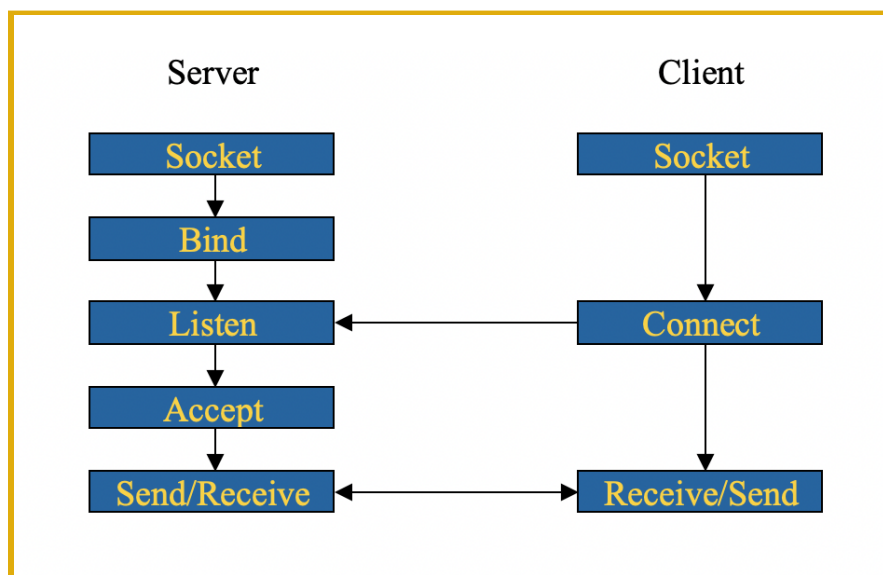 Server
Client
Socket
Socket
Bind
Listen
Connect
Accept
Send/Receive
Receive/Send